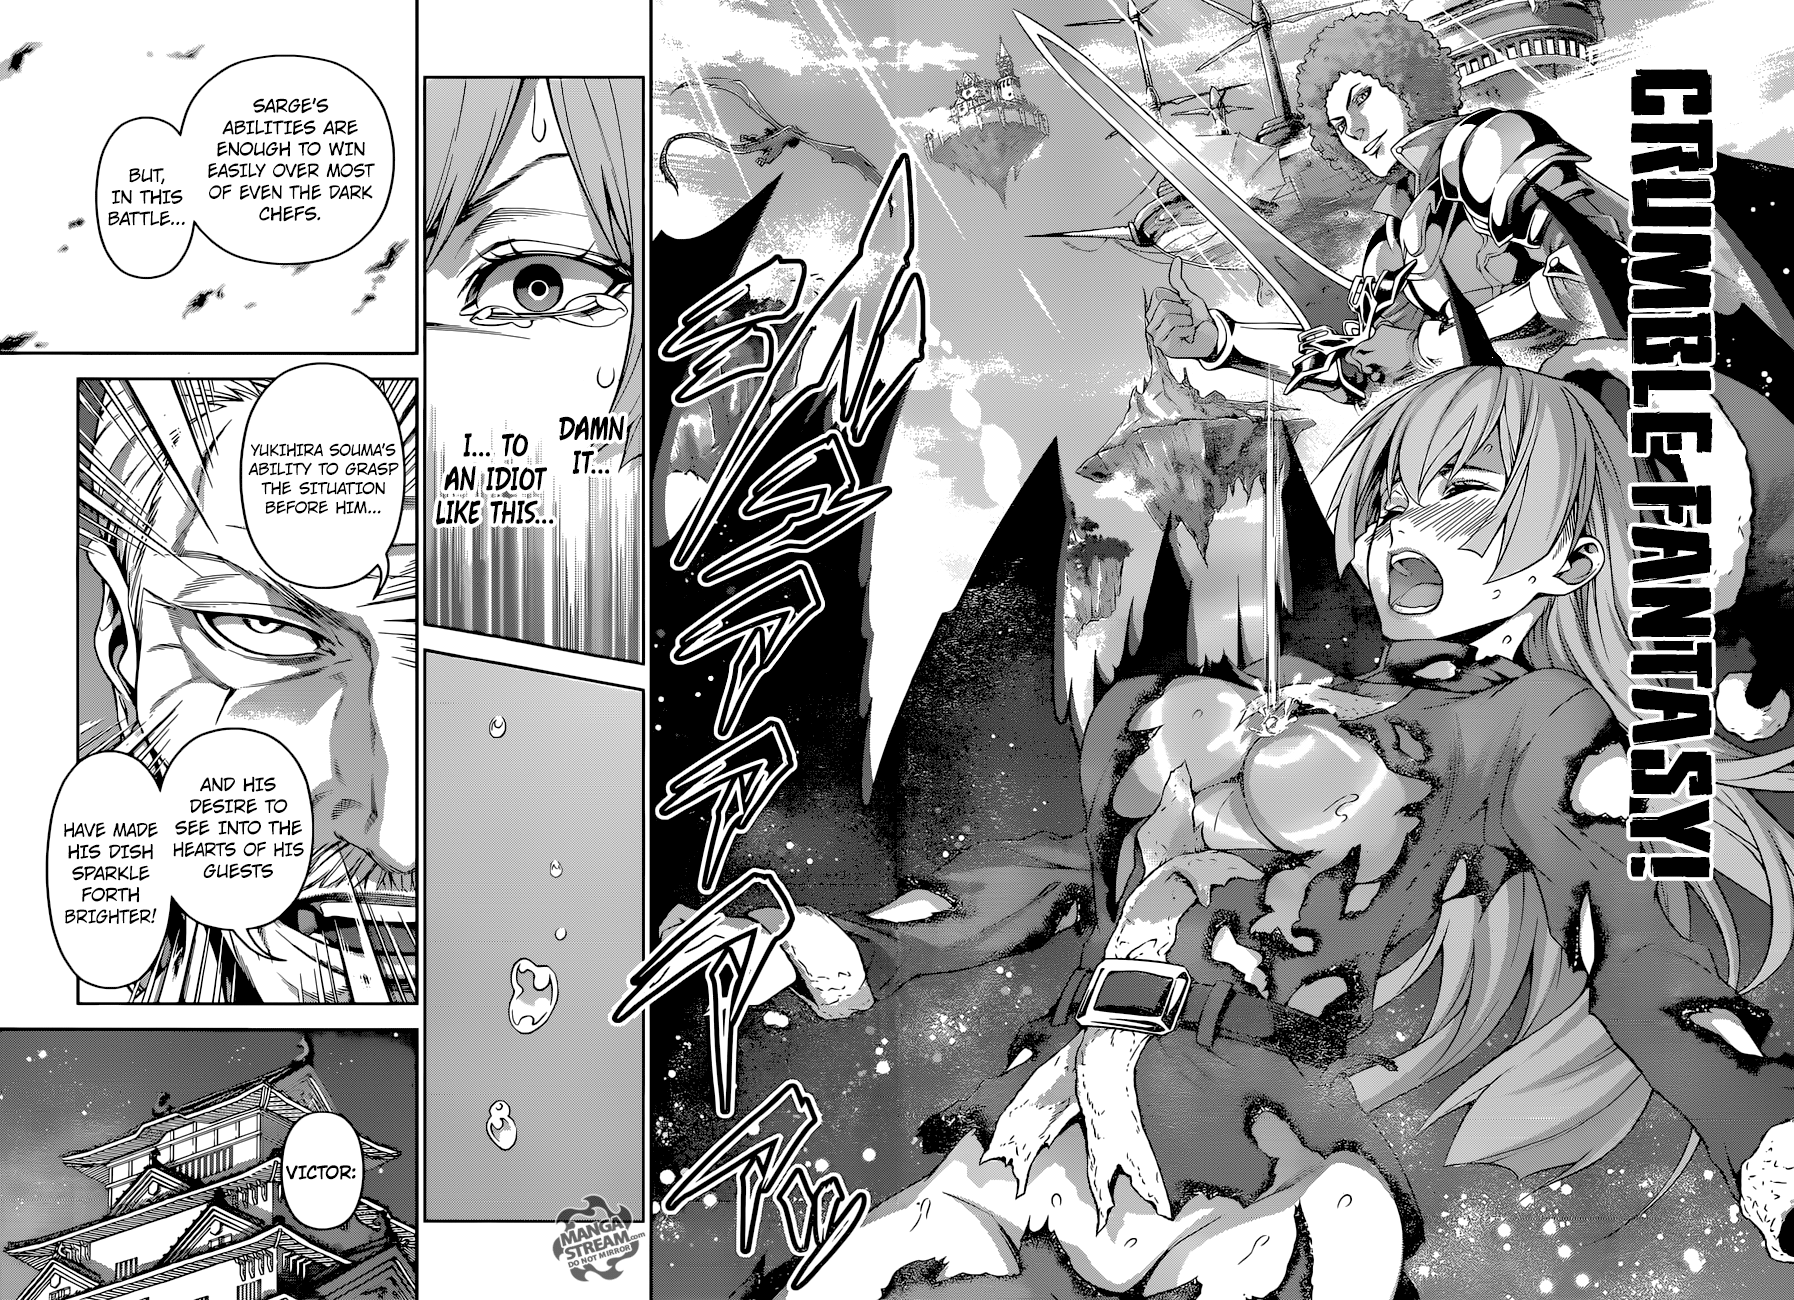 CRUMBLE FANTASY!
DAMN
IT...
I... TO
AN IDIOT
LIKE THIS...
SARGE'S
ABILITIES ARE
ENOUGH TO WIN
EASILY OVER MOST
OF EVEN THE DARK
CHEFS.
BUT,
IN THIS
BATTLE...
YUKIHIRA SOUMA'S
ABILITY TO GRASP
THE SITUATION
BEFORE HIM...
AND HIS
DESIRE TO
SEE INTO THE
HEARTS OF HIS
GUESTS
HAVE MADE
HIS DISH
SPARKLE
FORTH
BRIGHTER!
VICTOR:
MANGA
STREAM.com
DO NOT MIRROR